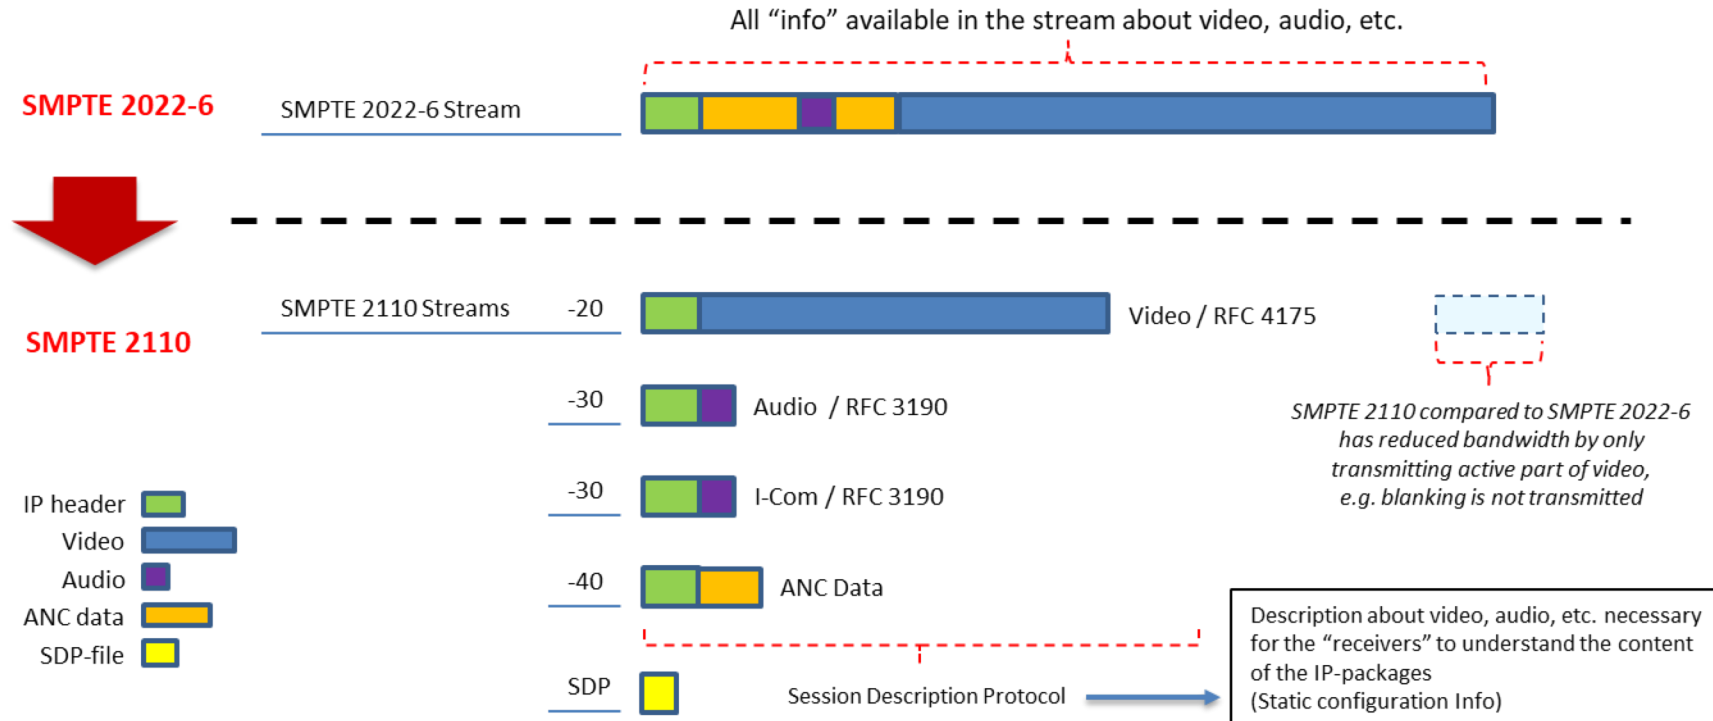 All “info” available in the stream about video, audio, etc.
SMPTE 2022-6
SMPTE 2022-6 Stream
SMPTE 2110
SMPTE 2110 Streams
-20
Video / RFC 4175
-30
Audio / RFC 3190
-30
I-Com / RFC 3190
-40
ANC Data
SMPTE 2110 compared to SMPTE 2022-6
has reduced bandwidth by only
transmitting active part of video,
e.g. blanking is not transmitted
IP header
Video
Audio
ANC data
SDP-file
SDP
Session Description Protocol
Description about video, audio, etc. necessary
for the “receivers” to understand the content
of the IP-packages
(Static configuration Info)